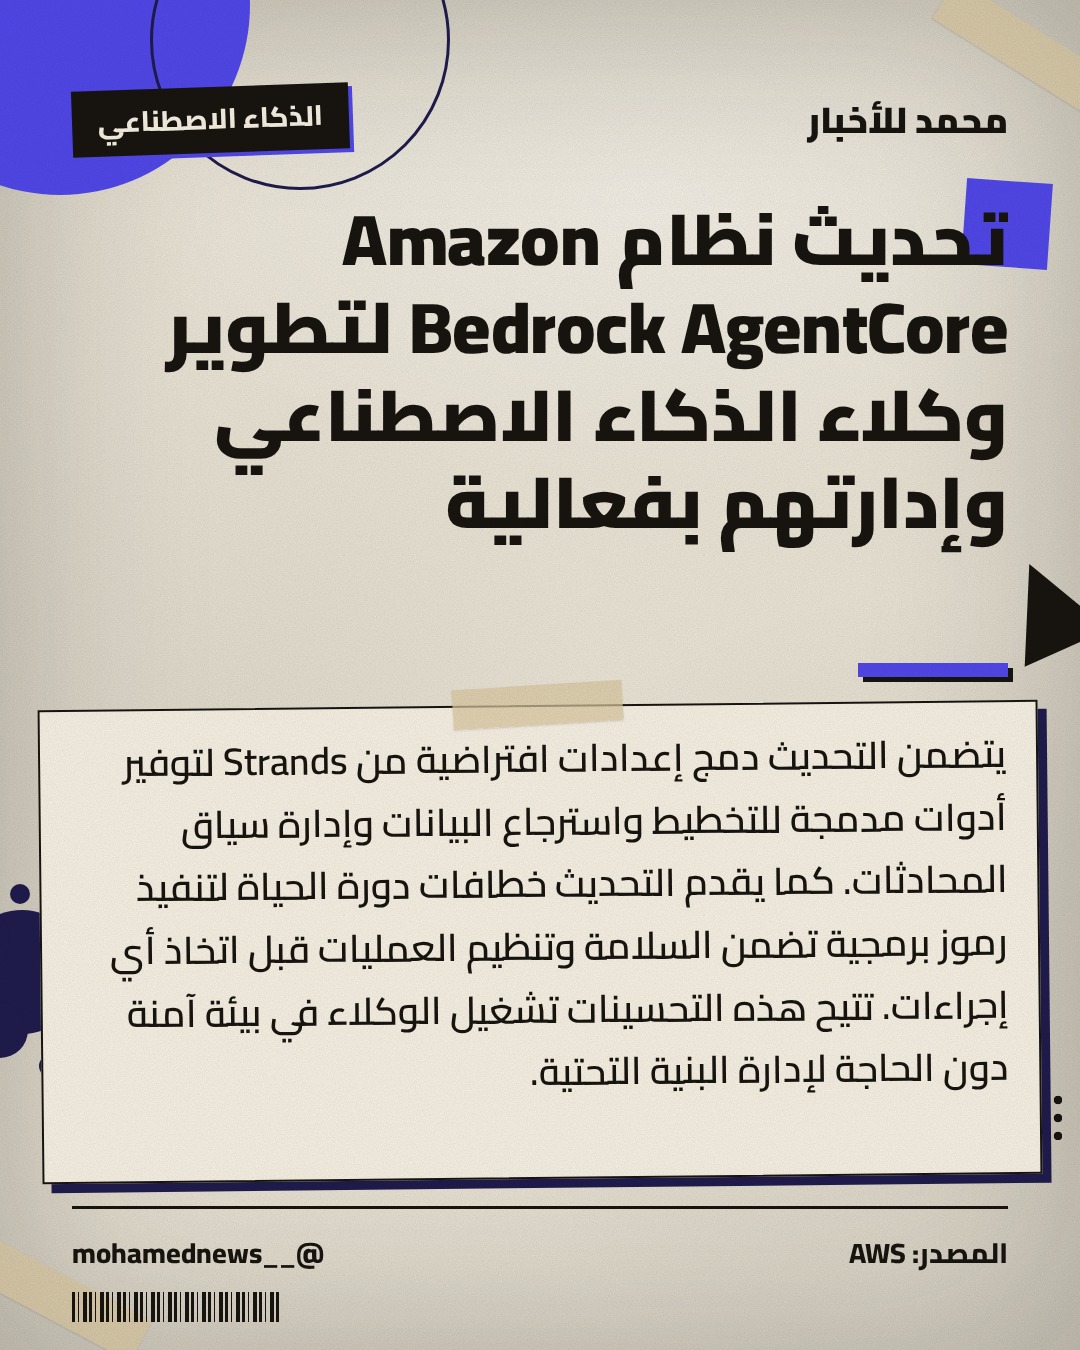 محمد للأخبار
الذكاء الاصطناعي
تحديث نظام Amazon
Bedrock AgentCore لتطوير
وكلاء الذكاء الاصطناعي
وإدارتهم بفعالية
يتضمن التحديث دمج إعدادات افتراضية من Strands لتوفير
أدوات مدمجة للتخطيط واسترجاع البيانات وإدارة سياق
المحادثات. كما يقدم التحديث خطافات دورة الحياة لتنفيذ
رموز برمجية تضمن السلامة وتنظيم العمليات قبل اتخاذ أي
إجراءات. تتيح هذه التحسينات تشغيل الوكلاء في بيئة آمنة
دون الحاجة لإدارة البنية التحتية.
المصدر: AWS
mohamednews__@